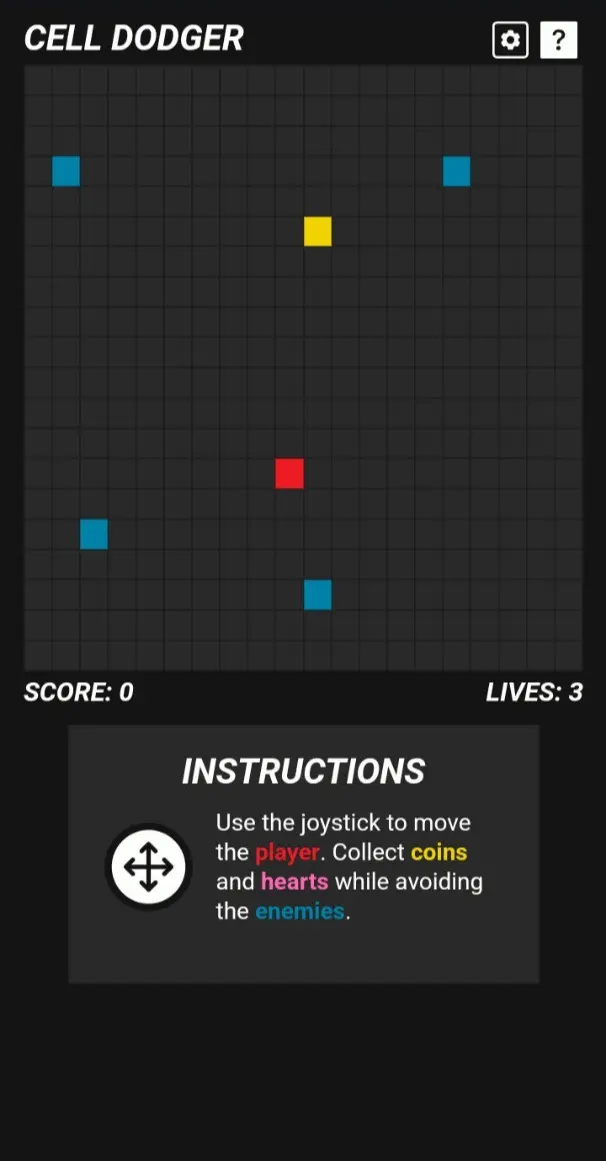 CELL DODGER
?
SCORE: 0
LIVES: 3
INSTRUCTIONS
Use the joystick to move
the player. Collect coins
and hearts while avoiding
the enemies.